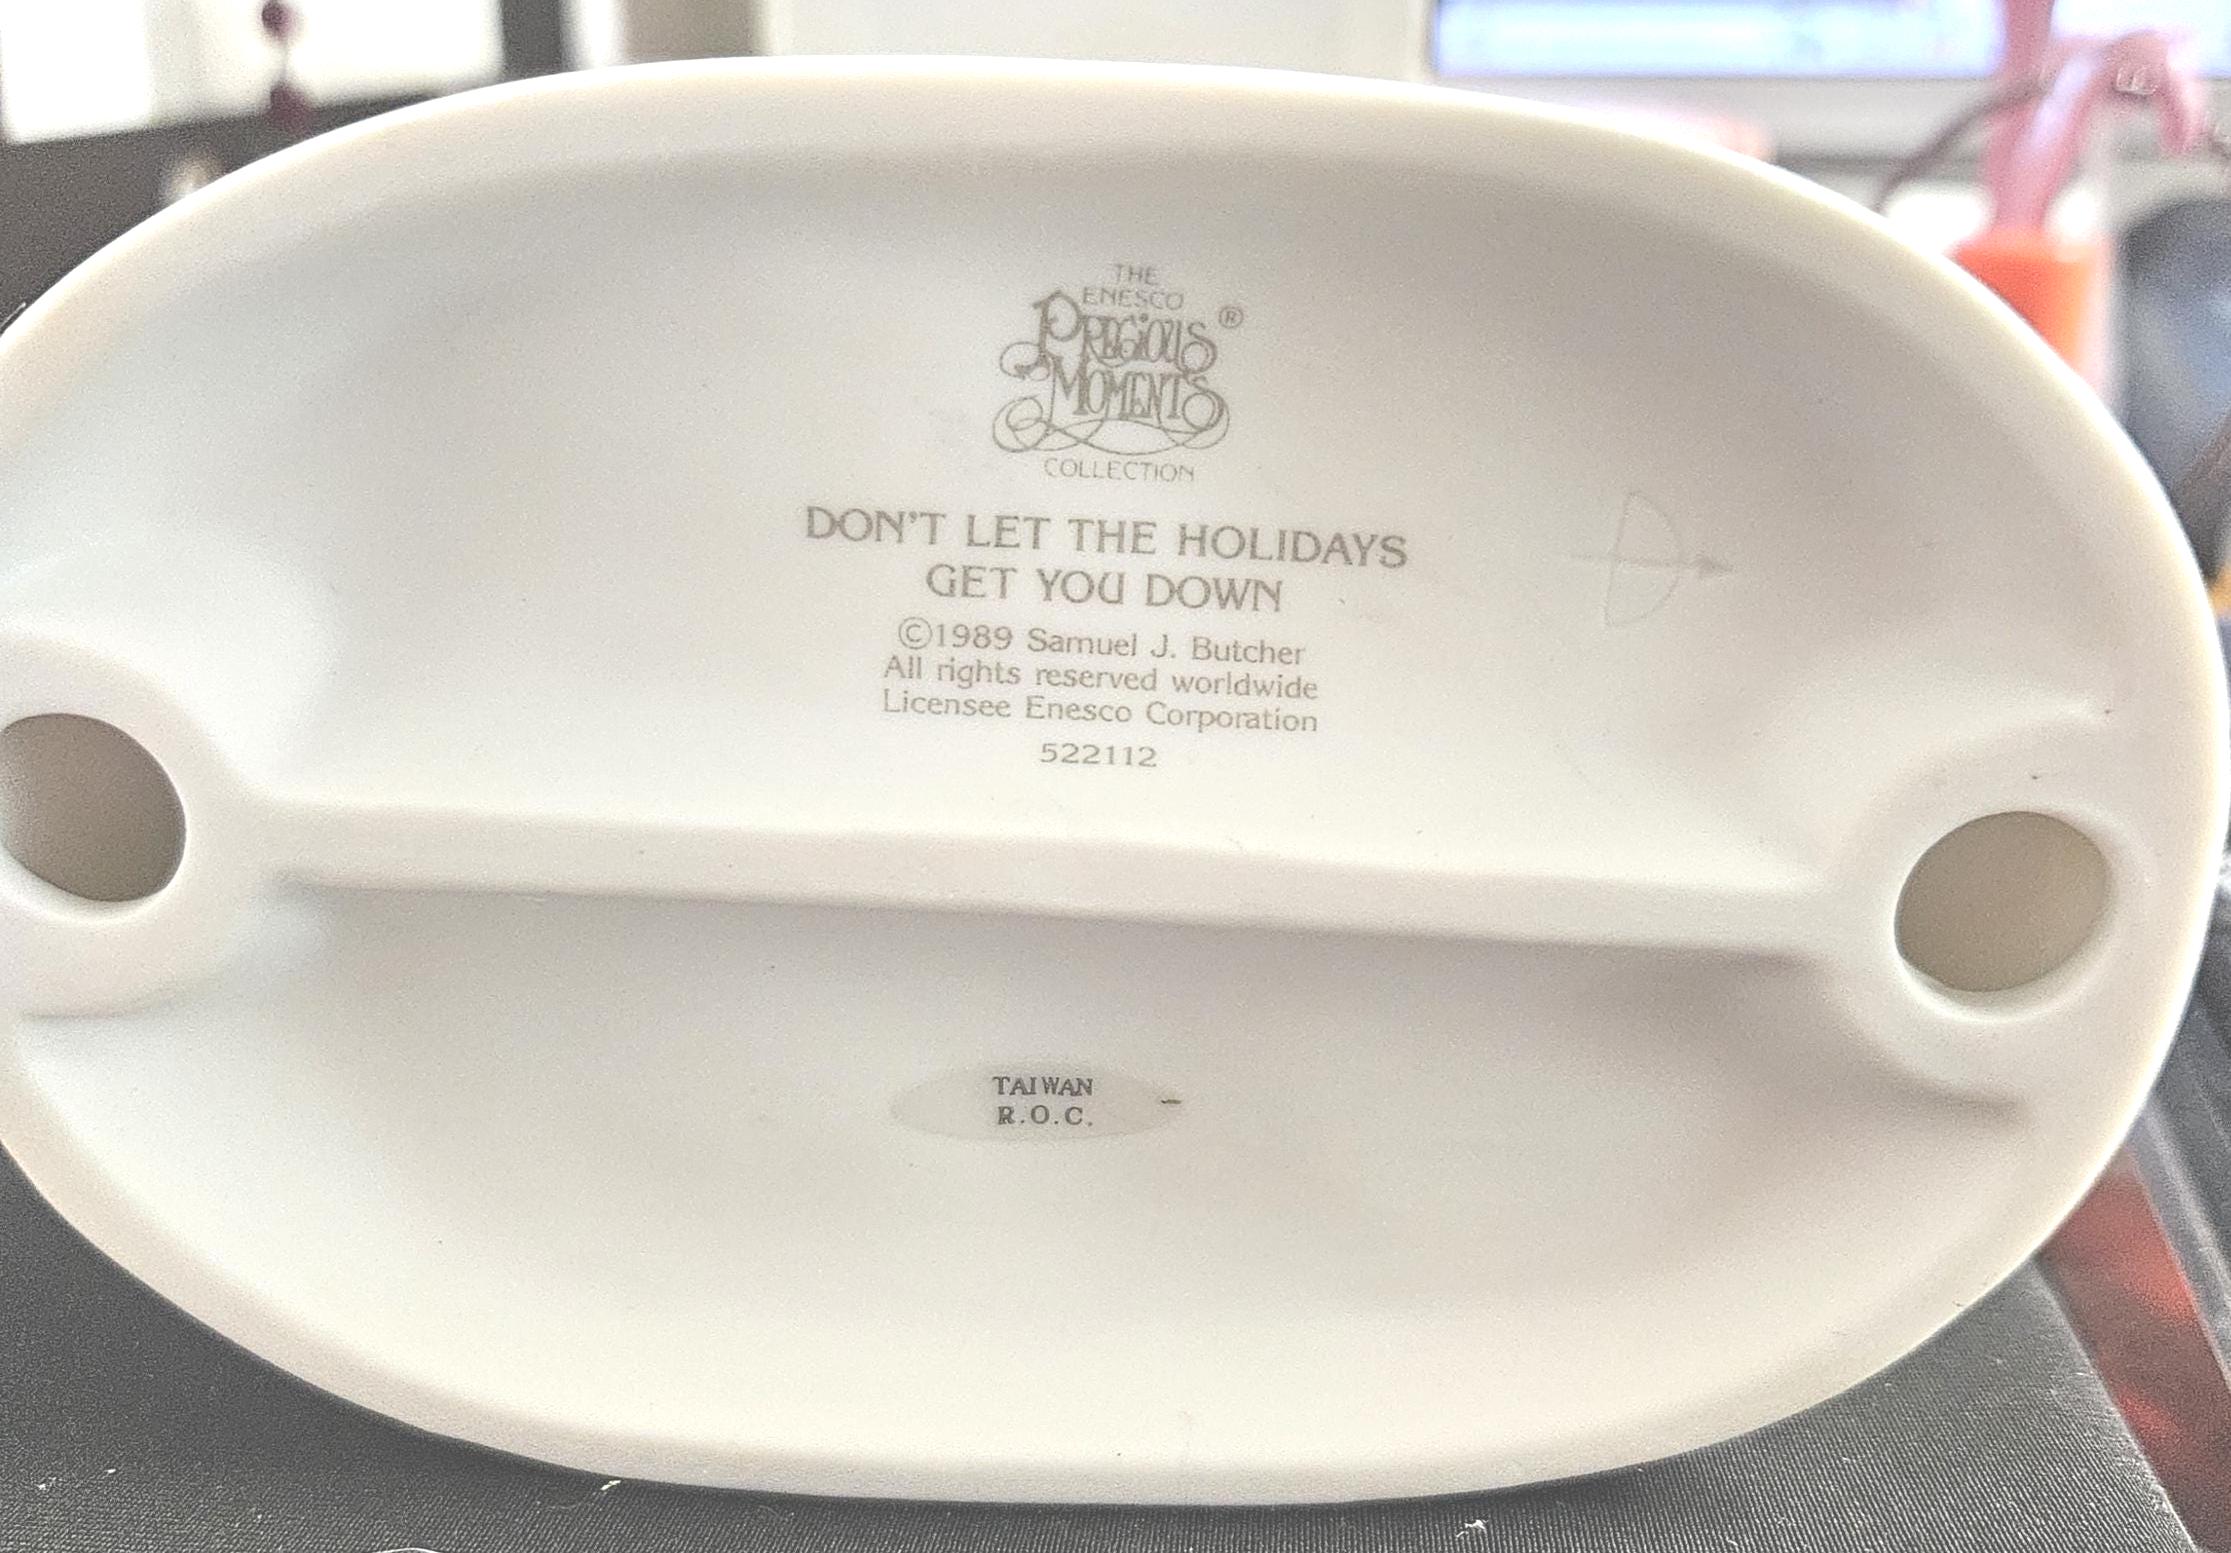 THE
ENESCO
PRECIOUS ®
MOMENTS
COLLECTION
DON'T LET THE HOLIDAYS
GET YOU DOWN
©1989 Samuel J. Butcher
All rights reserved worldwide
Licensee Enesco Corporation
522112
TAIWAN
R.O.C.